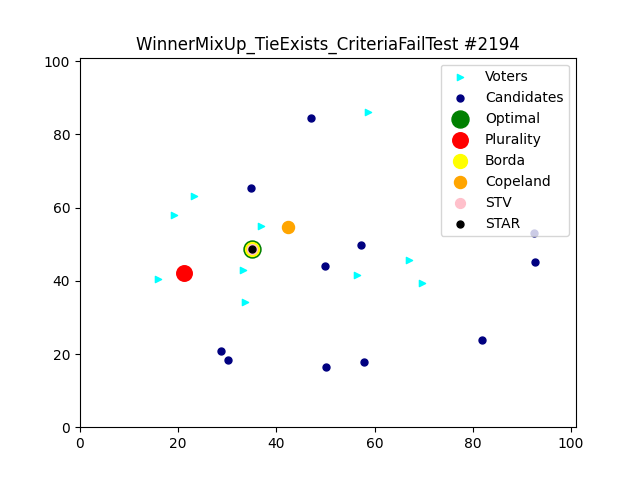 WinnerMixUp_TieExists_CriteriaFailTest #2194
100
80
60
40
20
0
0 20 40 60 80 100
Voters
Candidates
Optimal
Plurality
Borda
Copeland
STV
STAR